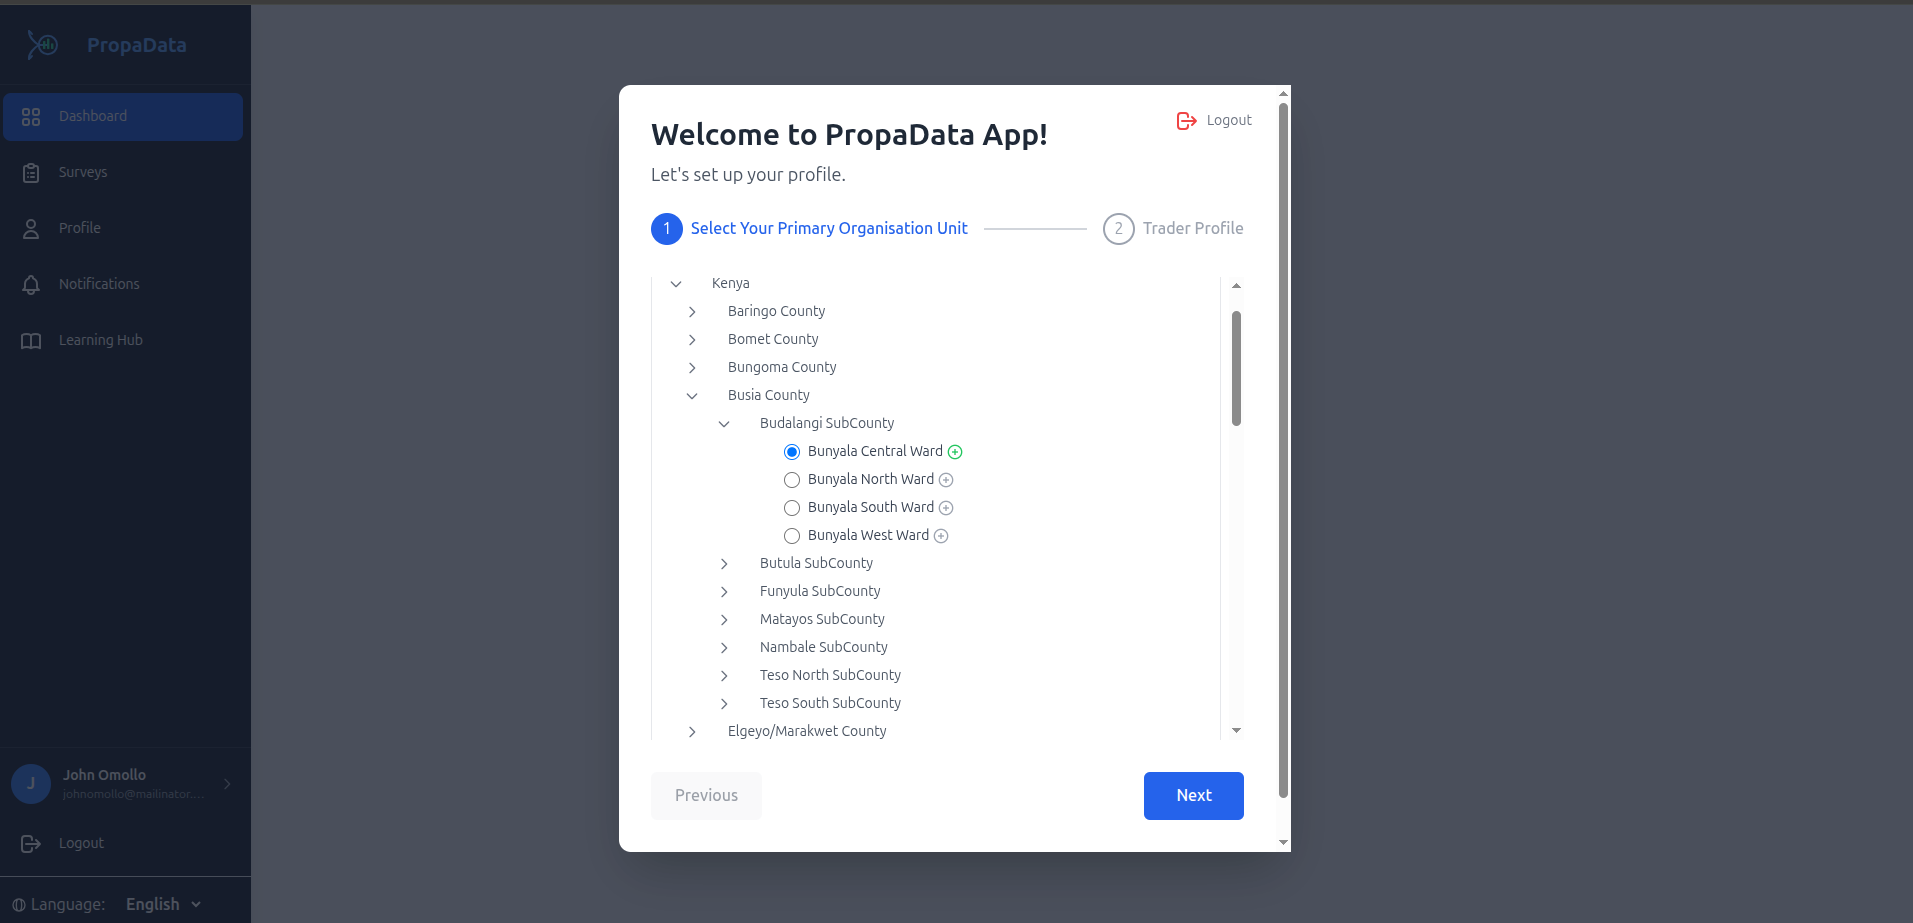 PropaData
Dashboard
Surveys
Profile
Notifications
Learning Hub
J
John Omollo
johnomollo@mailinator....
Logout
Language: English
Welcome to PropaData App!
Logout
Let's set up your profile.
1 Select Your Primary Organisation Unit
2 Trader Profile
Kenya
Baringo County
Bomet County
Bungoma County
Busia County
Budalangi SubCounty
Bunyala Central Ward
Bunyala North Ward
Bunyala South Ward
Bunyala West Ward
Butula SubCounty
Funyula SubCounty
Matayos SubCounty
Nambale SubCounty
Teso North SubCounty
Teso South SubCounty
Elgeyo/Marakwet County
Previous
Next